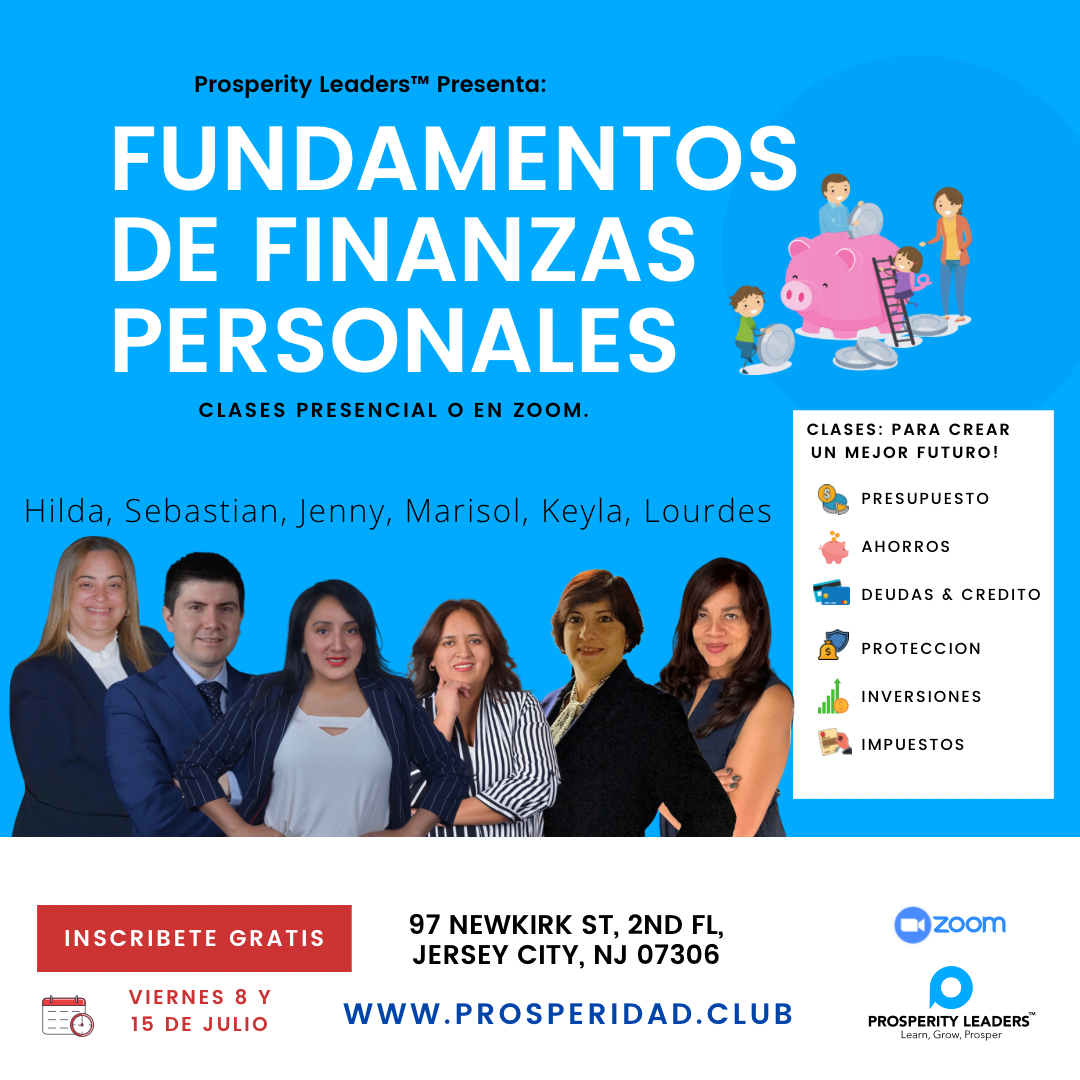 Prosperity Leaders™ Presenta:
FUNDAMENTOS
DE FINANZAS
PERSONALES
CLASES PRESENCIAL O EN ZOOM.
Hilda, Sebastian, Jenny, Marisol, Keyla, Lourdes
CLASES: PARA CREAR
UN MEJOR FUTURO!
PRESUPUESTO
AHORROS
DEUDAS & CREDITO
PROTECCION
INVERSIONES
IMPUESTOS
INSCRIBETE GRATIS
VIERNES 8 Y
15 DE JULIO
97 NEWKIRK ST, 2ND FL,
JERSEY CITY, NJ 07306
WWW.PROSPERIDAD.CLUB
zoom
PROSPERITY LEADERS™
Learn, Grow, Prosper